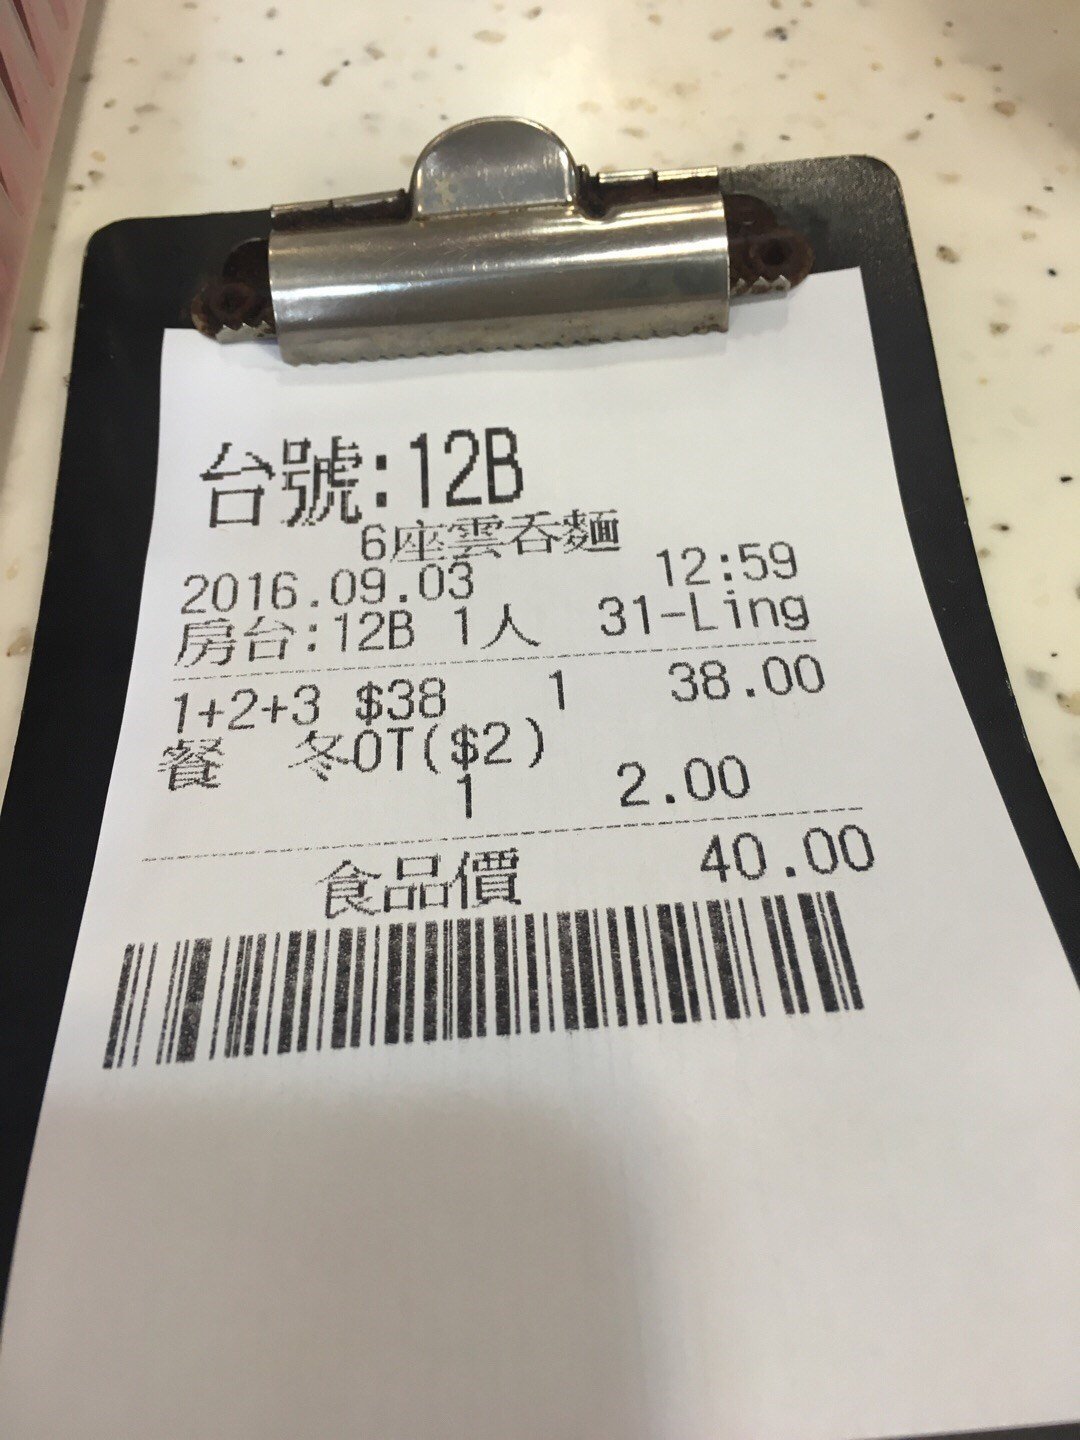 台號:12B
6座雲吞麵
2016.09.03 12:59
房台:12B 1人 31-Ling
1+2+3 $38 1 38.00
餐 冬OT($2)
1 2.00
食品價 40.00